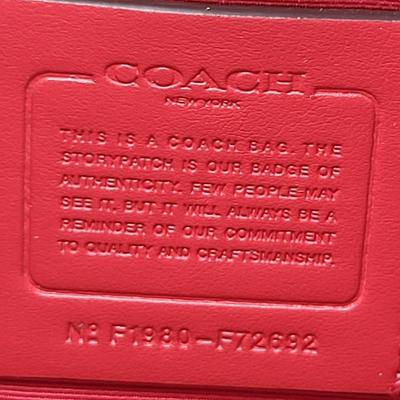 COACH
NEW YORK
THIS IS A COACH BAG. THE
STORYPATCH IS OUR BADGE OF
AUTHENTICITY. FEW PEOPLE MAY
SEE IT, BUT IT WILL ALWAYS BE A
REMINDER OF OUR COMMITMENT
TO QUALITY AND CRAFTSMANSHIP.
Nº F1980-F72692